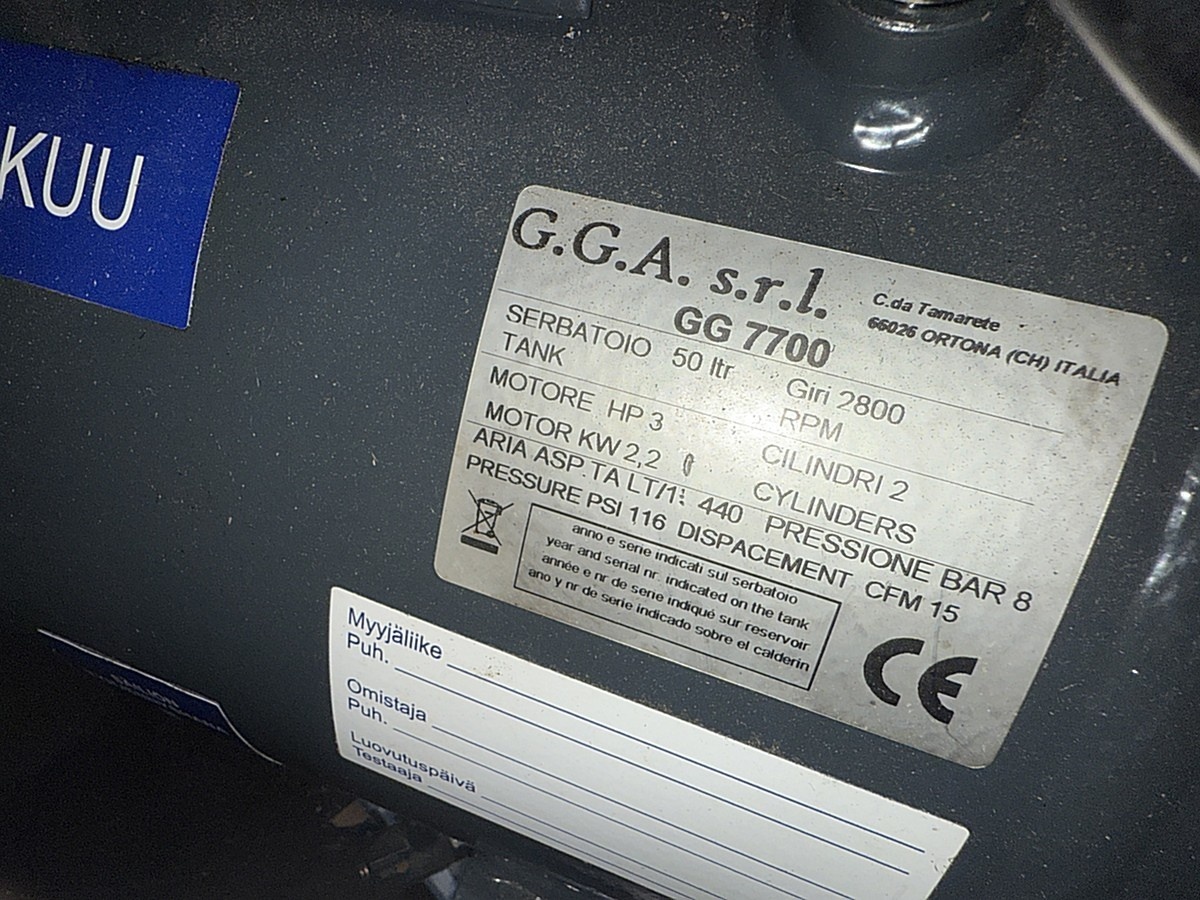 KUU
G.G.A. s.r.l.
C.da Tamarete
66026 ORTONA (CH) ITALIA
GG 7700
SERBATOIO 50 ltr Giri 2800
TANK RPM
MOTORE HP 3 CILINDRI 2
MOTOR KW 2,2 CYLINDERS
ARIA ASP.TA LT/1' 440 PRESSIONE BAR 8
PRESSURE PSI 116 DISPACEMENT CFM 15
anno e serie indicati sul serbatoio
year and serial nr. indicated on the tank
année e nr de serie indiqué sur reservoir
ano y nr de serie indicado sobre el calderin
CE
Myyjäliike
Puh.
Omistaja
Puh.
Luovutuspäivä
Testaaja